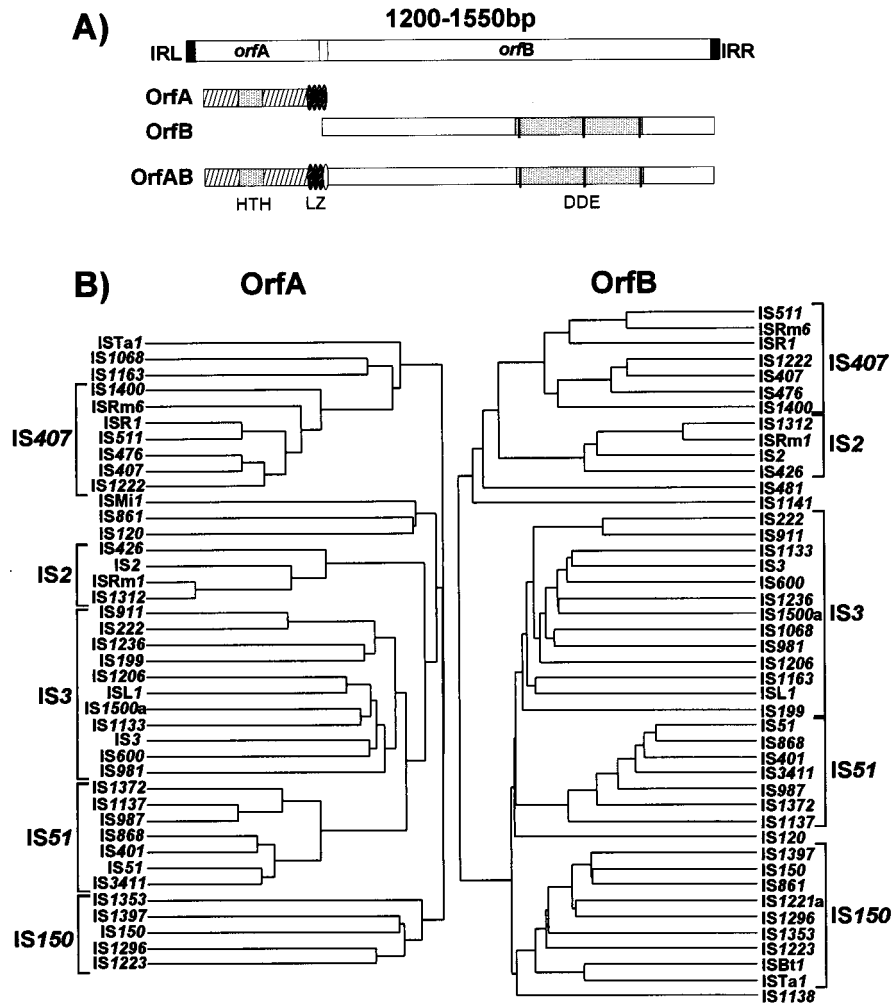 A)
1200-1550bp
IRL orfA orfB IRR
OrfA
OrfB
OrfAB
HTH LZ DDE
B)
OrfA
ISTa1
IS1068
IS1163
IS1400
ISRm6
ISR1
IS511
IS476
IS407
IS1222
ISMi1
IS861
IS120
IS426
IS2
ISRm1
IS1312
IS911
IS222
IS1236
IS199
IS1206
ISL1
IS1500a
IS1133
IS3
IS600
IS981
IS1372
IS1137
IS987
IS868
IS401
IS51
IS3411
IS1353
IS1397
IS150
IS1296
IS1223
IS407
IS2
IS3
IS51
IS150
OrfB
IS511
ISRm6
ISR1
IS1222
IS407
IS476
IS1400
IS1312
ISRm1
IS2
IS426
IS481
IS1141
IS222
IS911
IS1133
IS3
IS600
IS1236
IS1500a
IS1068
IS981
IS1206
IS1163
ISL1
IS199
IS51
IS868
IS401
IS3411
IS987
IS1372
IS1137
IS120
IS1397
IS150
IS861
IS1221a
IS1296
IS1353
IS1223
ISBt1
ISTa1
IS1138
IS407
IS2
IS3
IS51
IS150